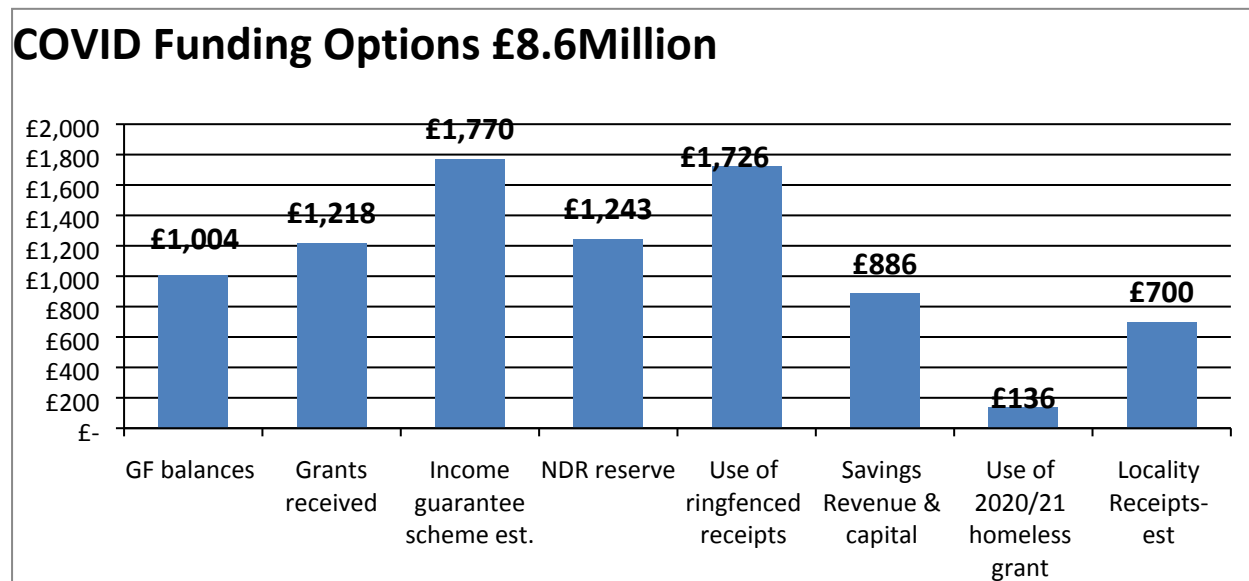 COVID Funding Options £8.6Million
£2,000
£1,800
£1,600
£1,400
£1,200
£1,000
£800
£600
£400
£200
£-
£1,004
£1,218
£1,770
£1,243
£1,726
£886
£136
£700
GF balances
Grants
received
Income
guarantee
scheme est.
NDR reserve
Use of
ringfenced
receipts
Savings
Revenue &
capital
Use of
2020/21
homeless
grant
Locality
Receipts-
est